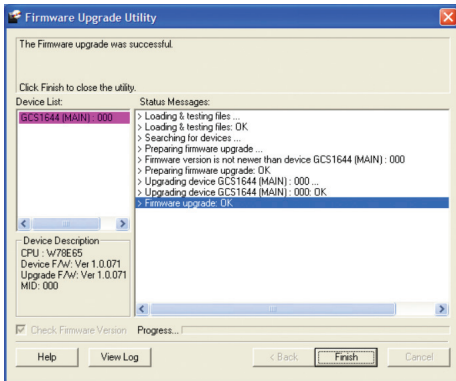 Firmware Upgrade Utility
The Firmware upgrade was successful.
Click Finish to close the utility.
Device List:
Status Messages:
GCS1644 (MAIN) : 000
> Loading & testing files ...
> Loading & testing files: OK
> Searching for devices ...
> Preparing firmware upgrade ...
> Firmware version is not newer than device GCS1644 (MAIN) : 000
> Preparing firmware upgrade: OK
> Upgrading device GCS1644 (MAIN) : 000 ...
> Upgrading device GCS1644 (MAIN) : 000: OK
> Firmware upgrade: OK
Device Description
CPU : W78E65
Device F/W: Ver 1.0.071
Upgrade F/W: Ver 1.0.071
MID: 000
Check Firmware Version
Progress...
Help
View Log
< Back
Finish
Cancel